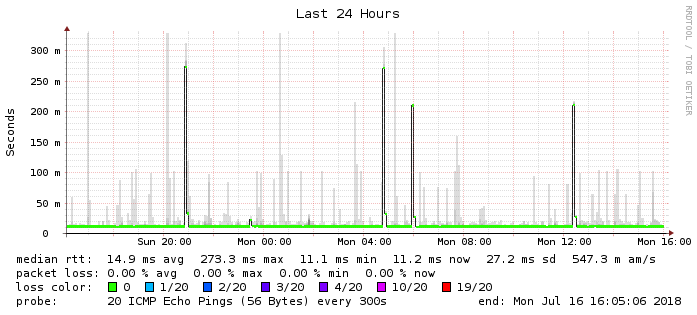 Last 24 Hours
RRDTOOL / TOBI OETIKER
Seconds
300 m
250 m
200 m
150 m
100 m
50 m
0
Sun 20:00 Mon 00:00 Mon 04:00 Mon 08:00 Mon 12:00 Mon 16:00
median rtt: 14.9 ms avg 273.3 ms max 11.1 ms min 11.2 ms now 27.2 ms sd 547.3 m am/s
packet loss: 0.00 % avg 0.00 % max 0.00 % min 0.00 % now
loss color: 0 1/20 2/20 3/20 4/20 10/20 19/20
probe: 20 ICMP Echo Pings (56 Bytes) every 300s end: Mon Jul 16 16:05:06 2018